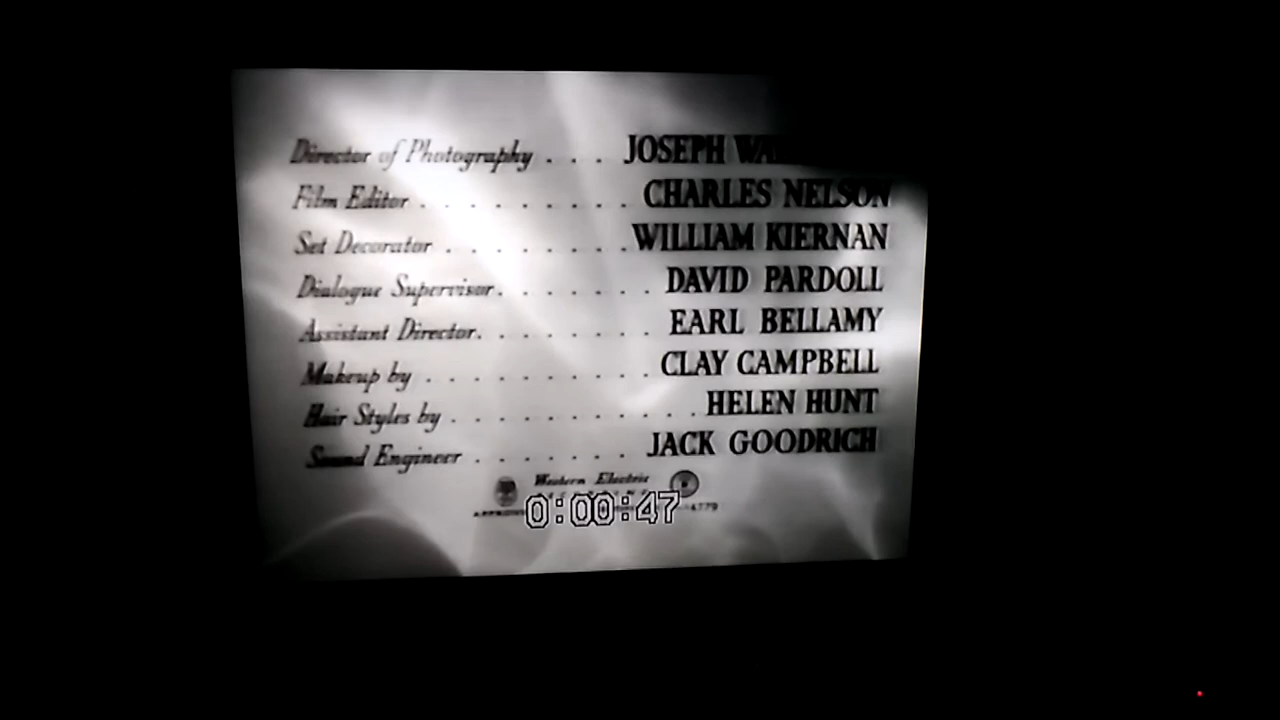 Director of Photography . . . JOSEPH
Film Editor . . . . . . . . . . CHARLES NELSON
Set Decorator . . . . . . . . WILLIAM KIERNAN
Dialogue Supervisor. . . . . . . DAVID PARDOLL
Assistant Director. . . . . . . EARL BELLAMY
Makeup by . . . . . . . . . . CLAY CAMPBELL
Hair Styles by . . . . . . . . . . . HELEN HUNT
Sound Engineer . . . . . . . JACK GOODRICH
Western Electric
0:00:47